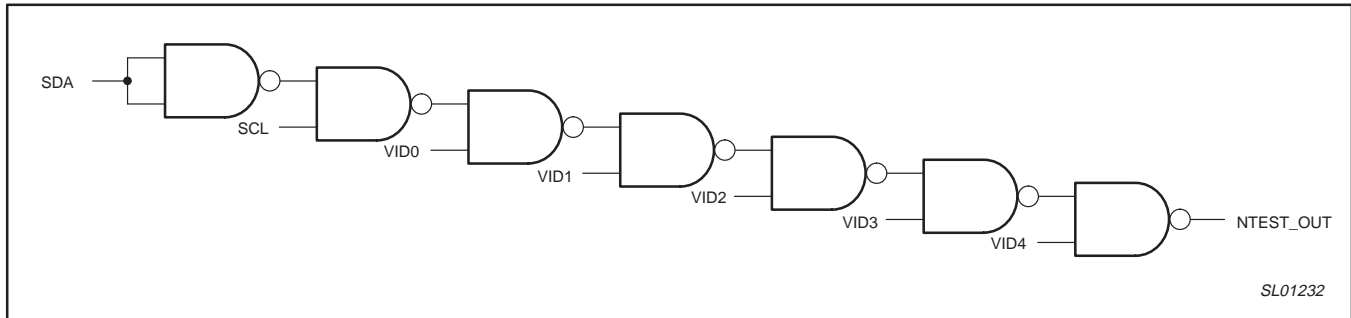 SDA
SCL
VID0
VID1
VID2
VID3
VID4
NTEST_OUT
SL01232